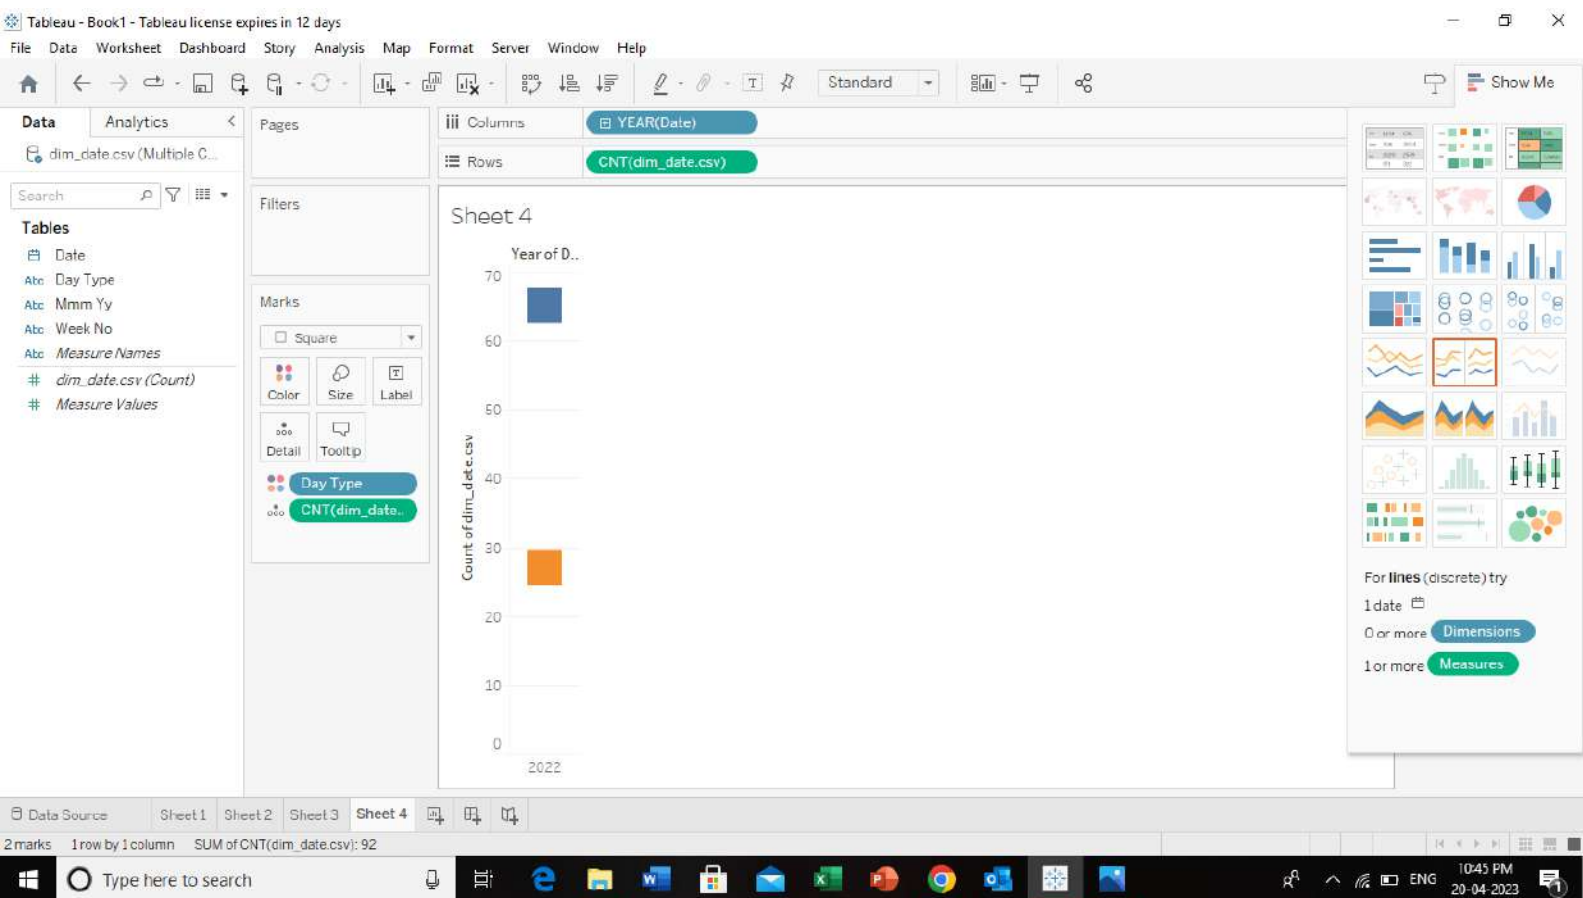 Tableau - Book1 - Tableau license expires in 12 days
File Data Worksheet Dashboard Story Analysis Map Format Server Window Help
Standard
Show Me
Data Analytics
dim_date.csv (Multiple C...
Search
Tables
Date
Abc Day Type
Abc Mmm Yy
Abc Week No
Abc Measure Names
# dim_date.csv (Count)
# Measure Values
Pages
Filters
Marks
Square
Color Size Label
Detail Tooltip
Day Type
CNT(dim_date..
Columns YEAR(Date)
Rows CNT(dim_date.csv)
Sheet 4
Year of D..
70
60
50
40
30
20
10
0
Count of dim_date.csv
2022
For lines (discrete) try
1 date
0 or more Dimensions
1 or more Measures
Data Source Sheet 1 Sheet 2 Sheet 3 Sheet 4
2 marks 1 row by 1 column SUM of CNT(dim_date.csv): 92
Type here to search
ENG
10:45 PM
20-04-2023
1